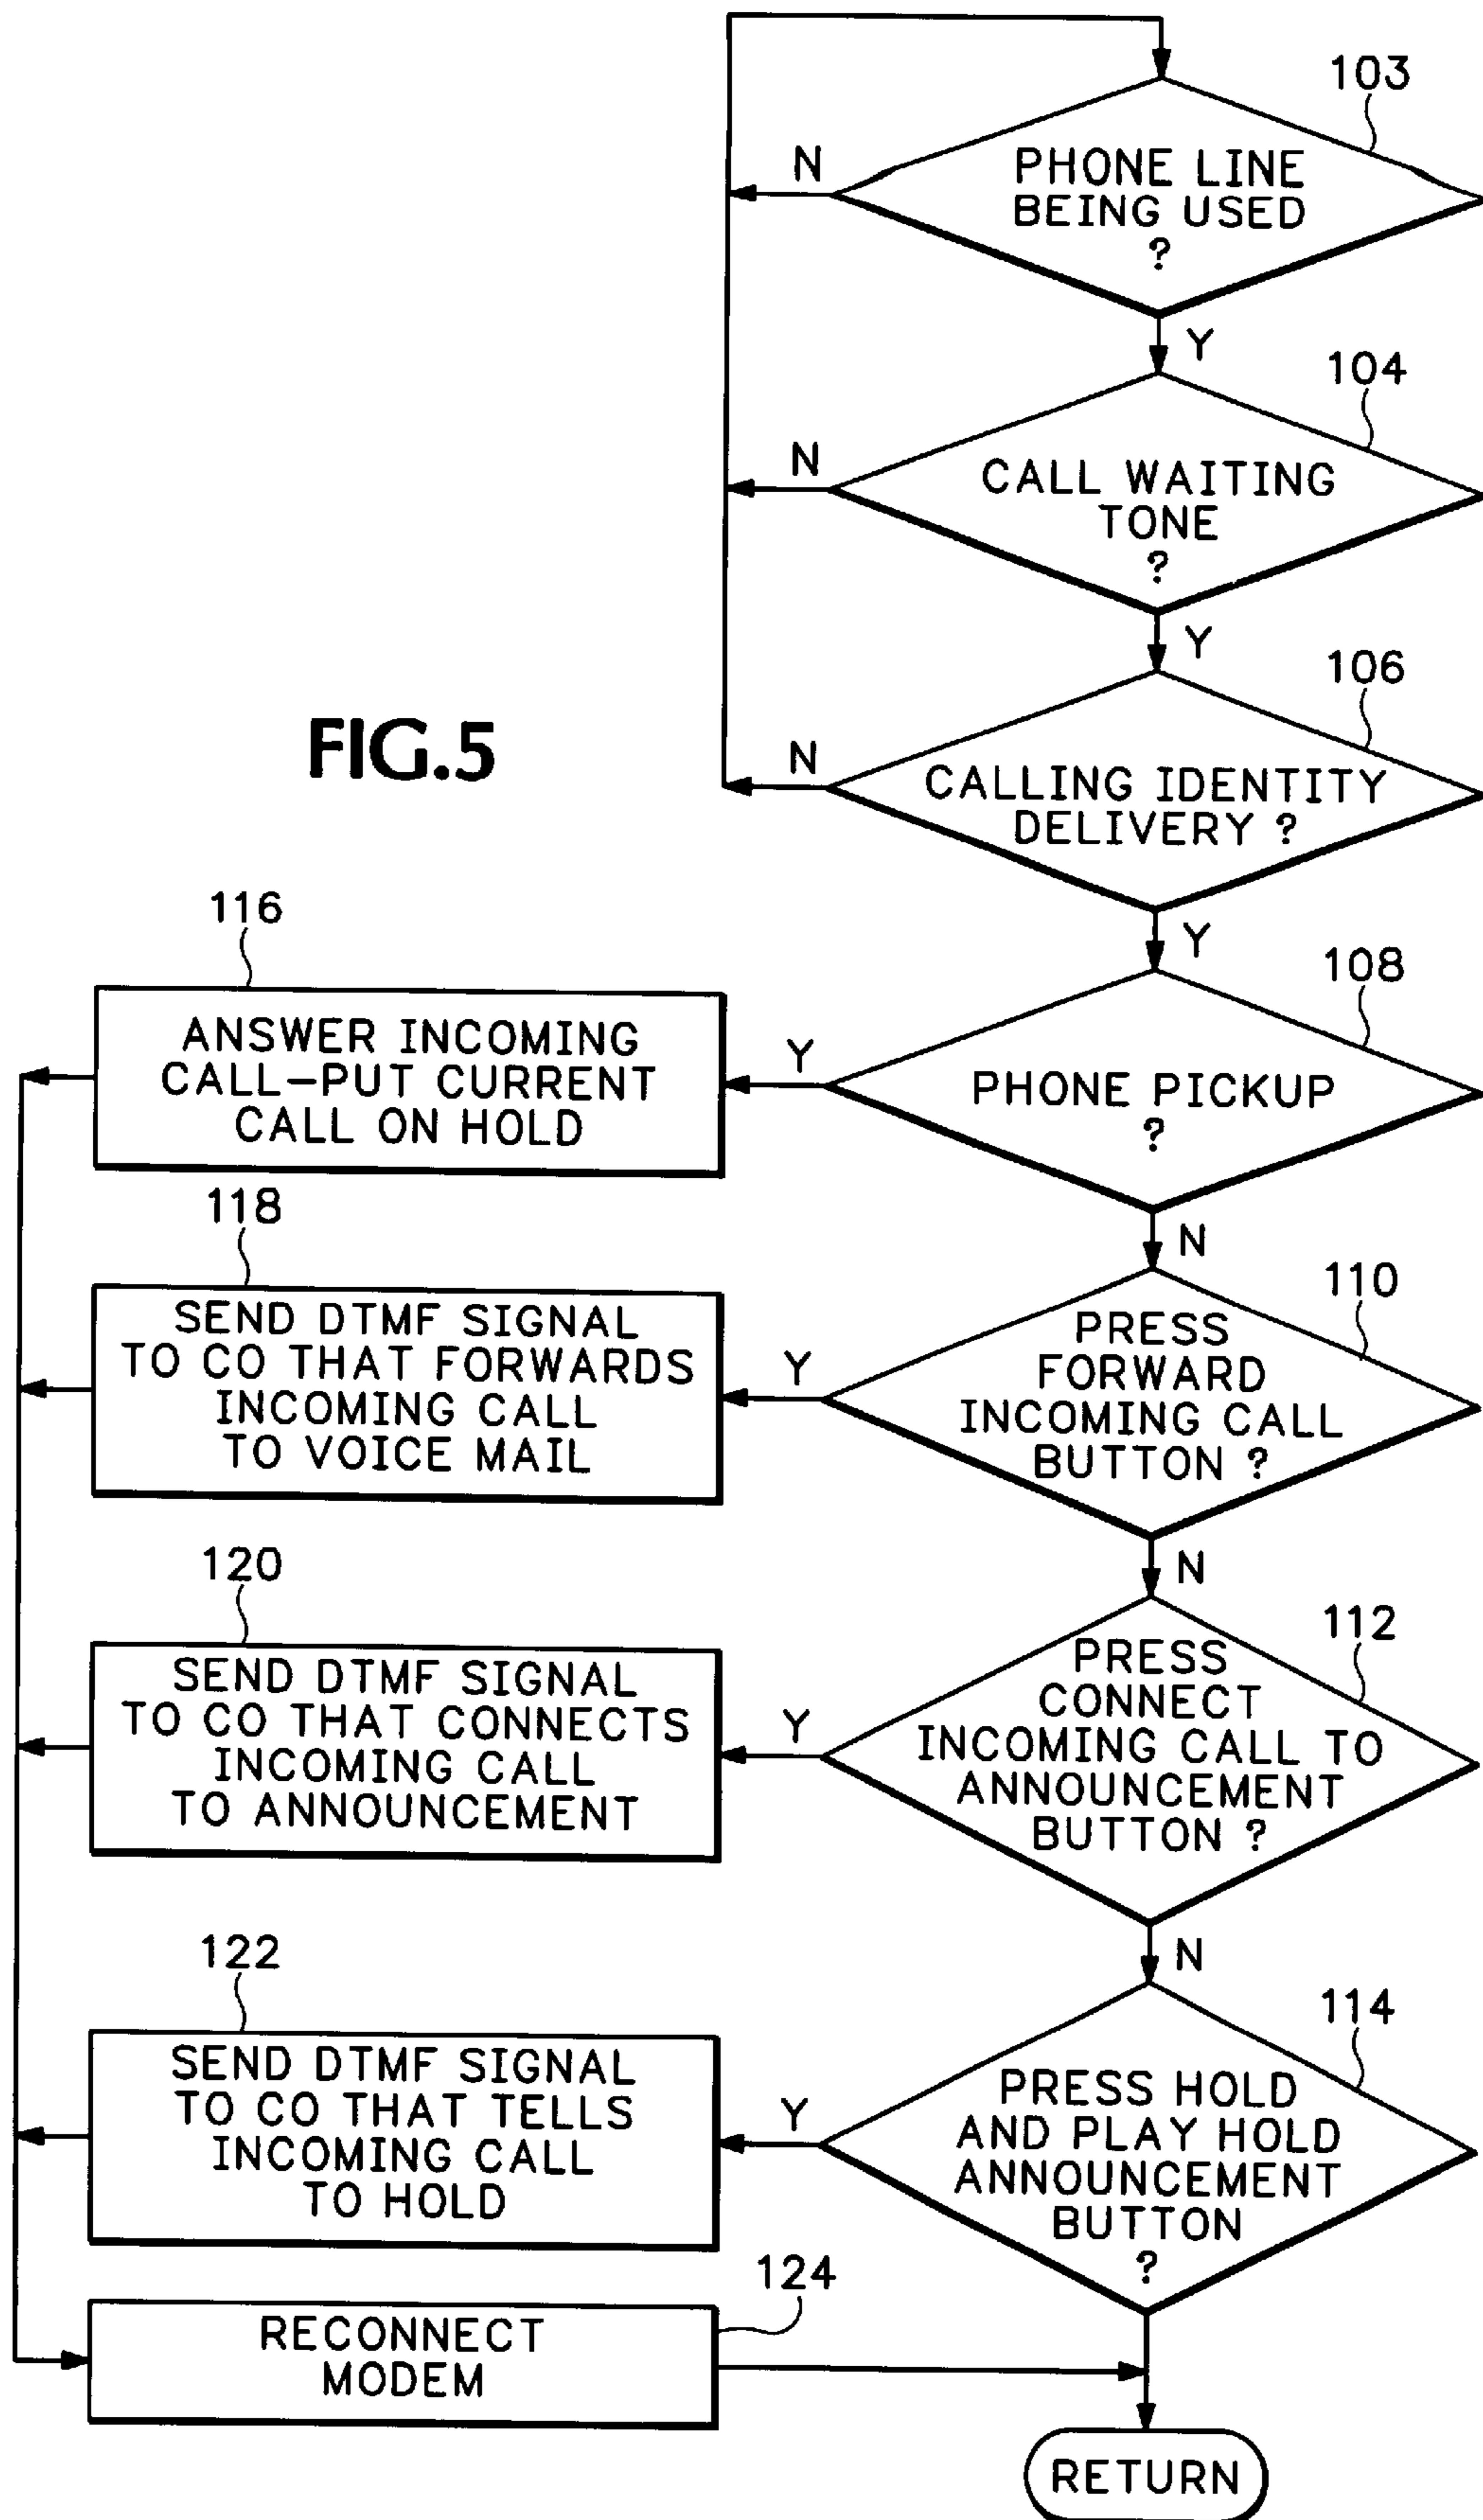 103
N
PHONE LINE
BEING USED
?
Y
104
N
CALL WAITING
TONE
?
Y
106
FIG.5
N
CALLING IDENTITY
DELIVERY ?
Y
116
108
ANSWER INCOMING
CALL-PUT CURRENT
CALL ON HOLD
Y
PHONE PICKUP
?
N
118
110
SEND DTMF SIGNAL
TO CO THAT FORWARDS
INCOMING CALL
TO VOICE MAIL
Y
PRESS
FORWARD
INCOMING CALL
BUTTON ?
N
120
112
SEND DTMF SIGNAL
TO CO THAT CONNECTS
INCOMING CALL
TO ANNOUNCEMENT
Y
PRESS
CONNECT
INCOMING CALL TO
ANNOUNCEMENT
BUTTON ?
N
122
114
SEND DTMF SIGNAL
TO CO THAT TELLS
INCOMING CALL
TO HOLD
Y
PRESS HOLD
AND PLAY HOLD
ANNOUNCEMENT
BUTTON
?
124
RECONNECT
MODEM
RETURN